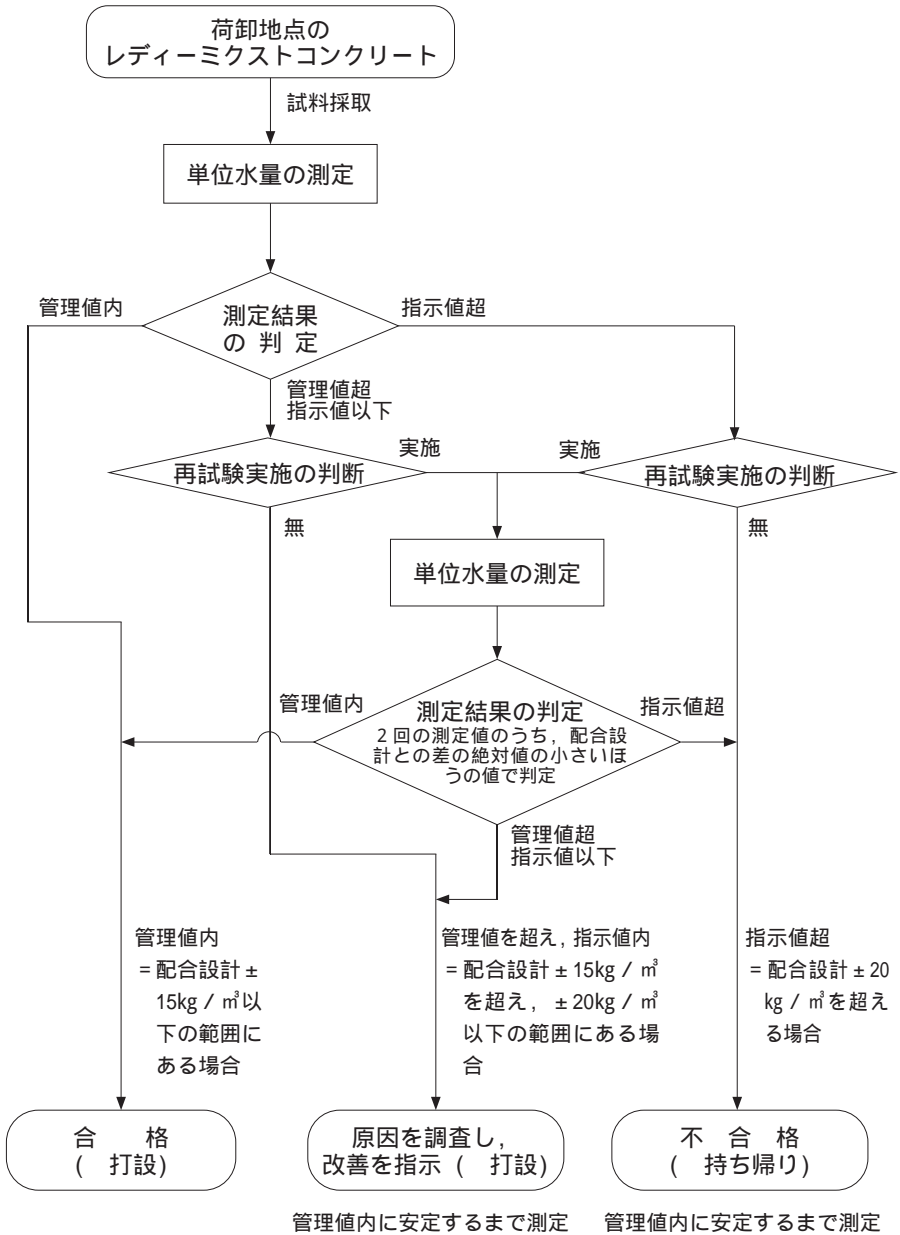 荷卸地点の
レディーミクストコンクリート
試料採取
単位水量の測定
管理値内
測定結果
の 判 定
指示値超
管理値超
指示値以下
再試験実施の判断
実施
実施
再試験実施の判断
無
無
単位水量の測定
管理値内
測定結果の判定
2回の測定値のうち，配合設
計との差の絶対値の小さいほ
うの値で判定
指示値超
管理値超
指示値以下
管理値内
=配合設計±
15kg / ㎥以
下の範囲に
ある場合
管理値を超え, 指示値内
=配合設計±15kg / ㎥
を超え，±20kg / ㎥
以下の範囲にある場
合
指示値超
=配合設計±20
kg / ㎥を超え
る場合
合　　格
(　打設)
原因を調査し，
改善を指示 (　打設)
不　合　格
(　持ち帰り)
管理値内に安定するまで測定
管理値内に安定するまで測定